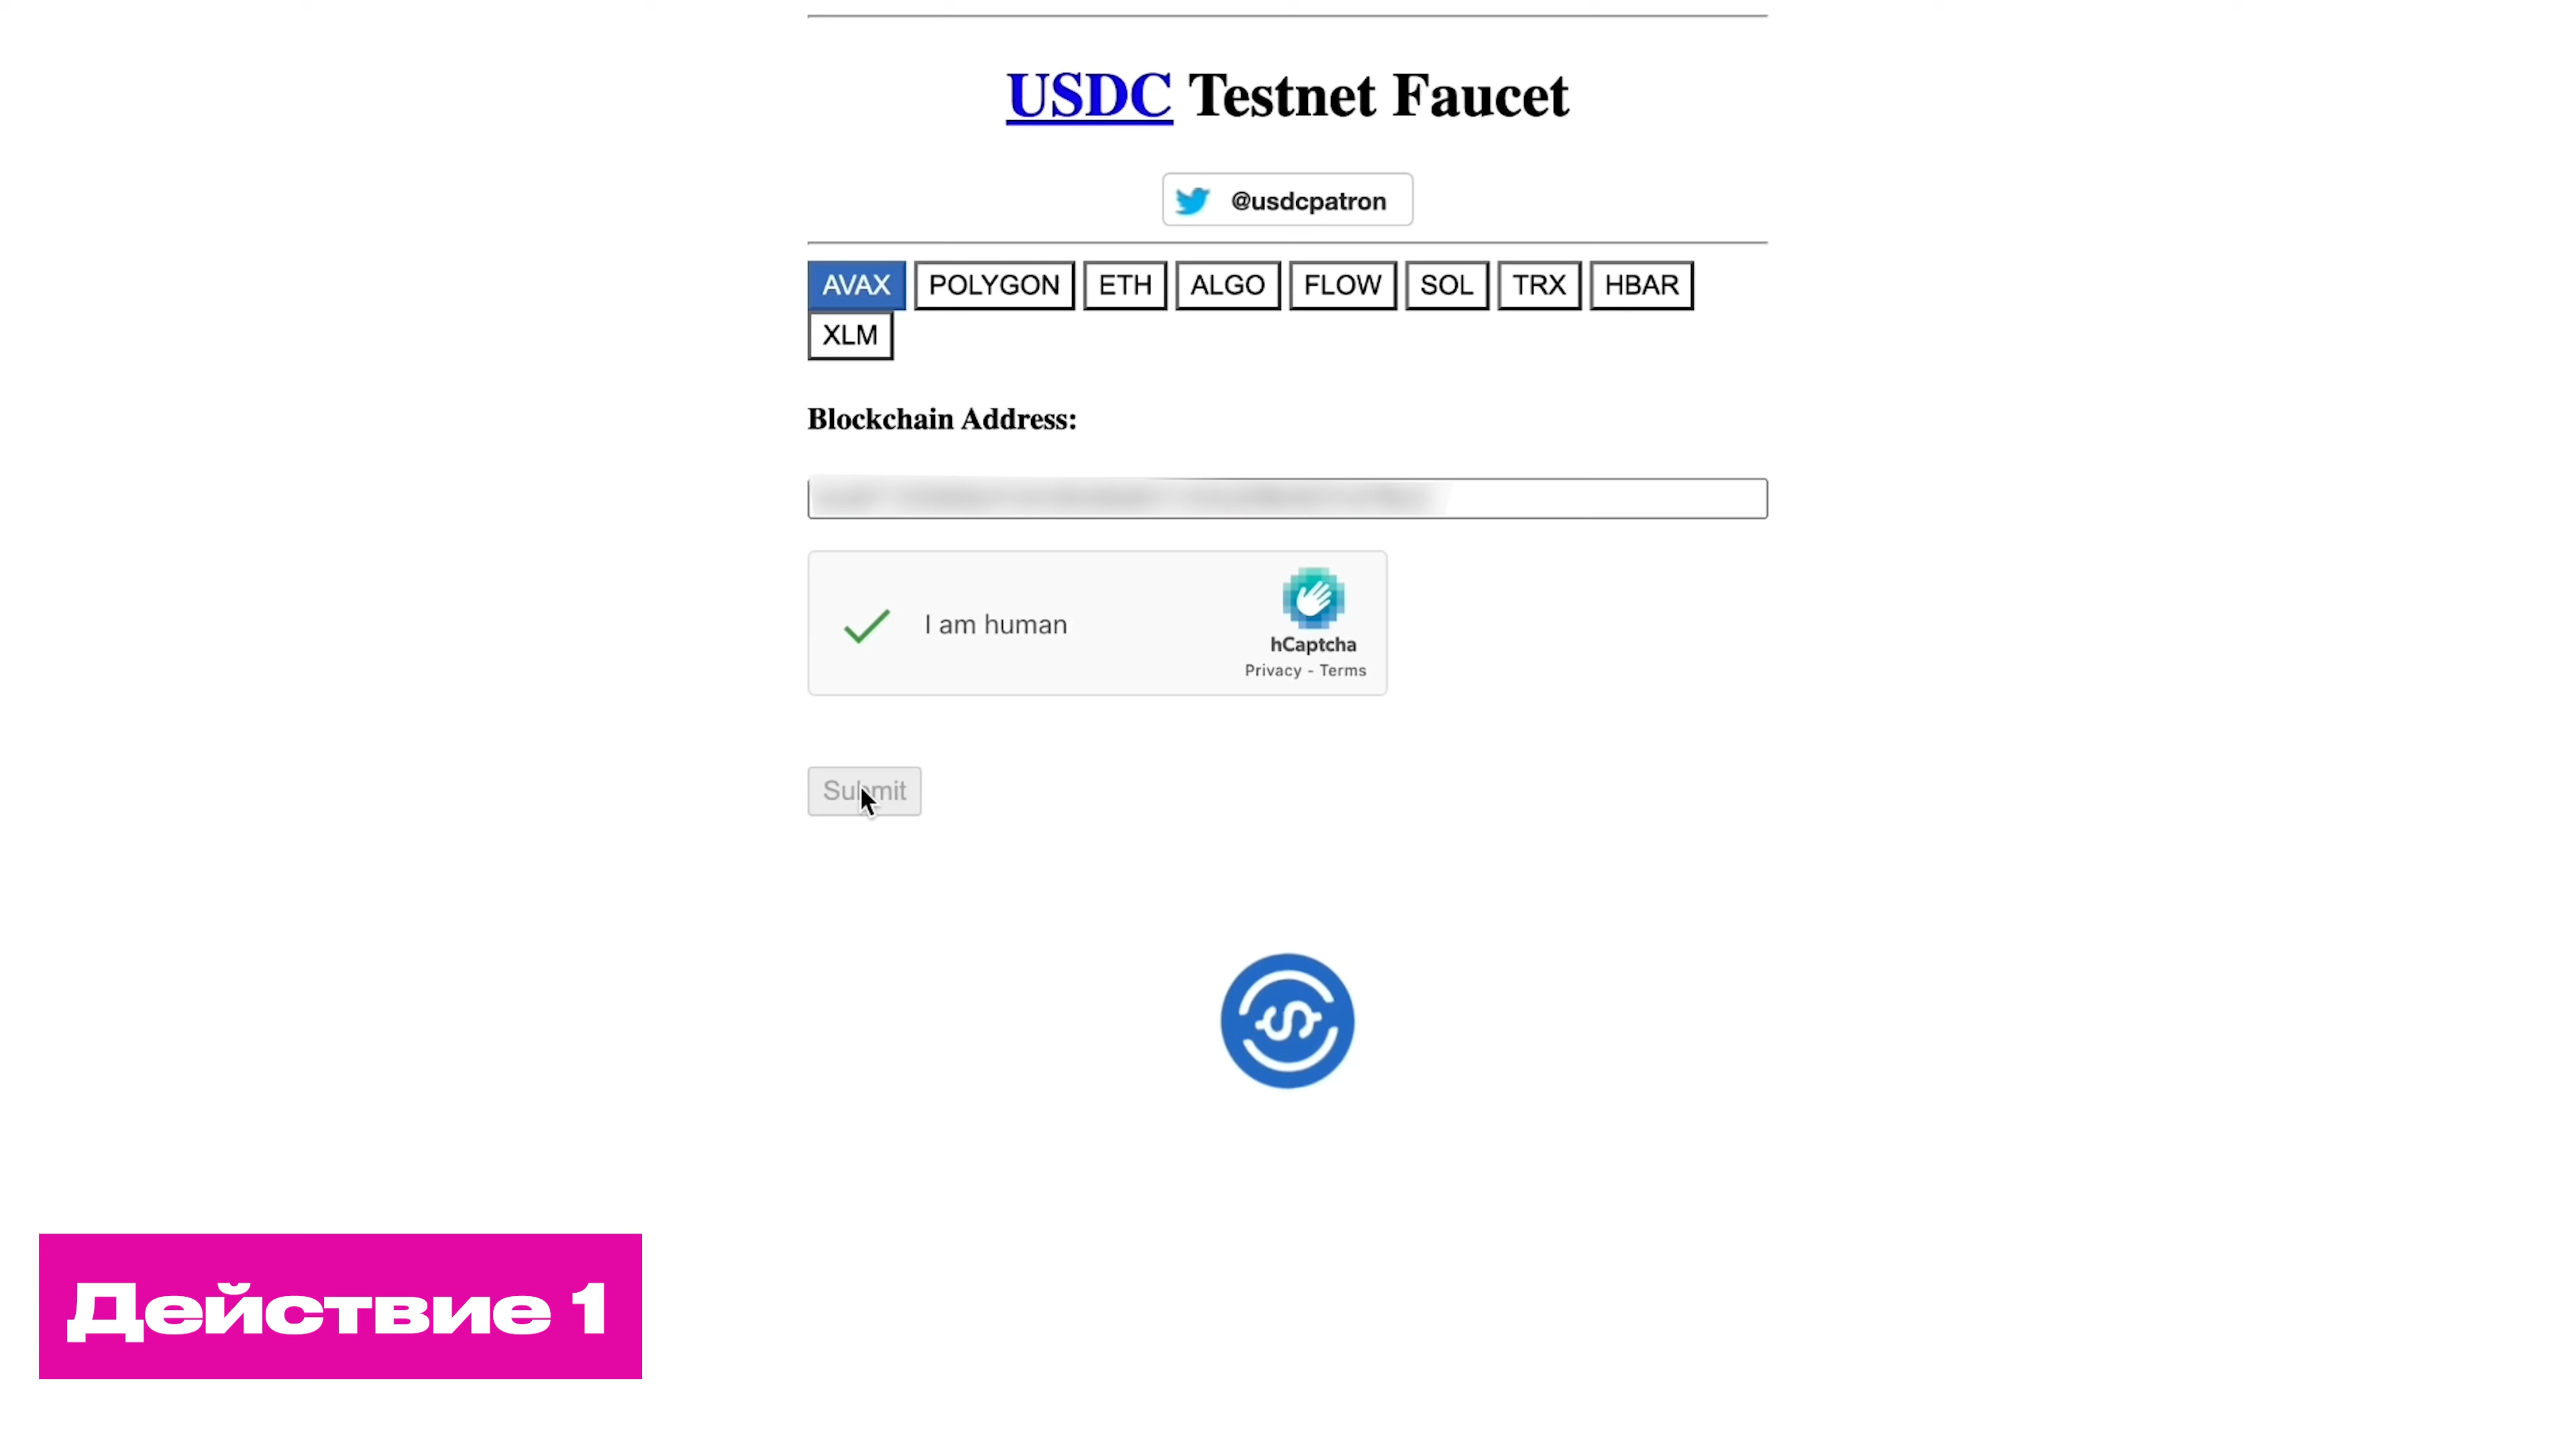 USDC Testnet Faucet
@usdcpatron
AVAX POLYGON ETH ALGO FLOW SOL TRX HBAR
XLM
Blockchain Address:
I am human
hCaptcha
Privacy - Terms
Submit
Действие 1